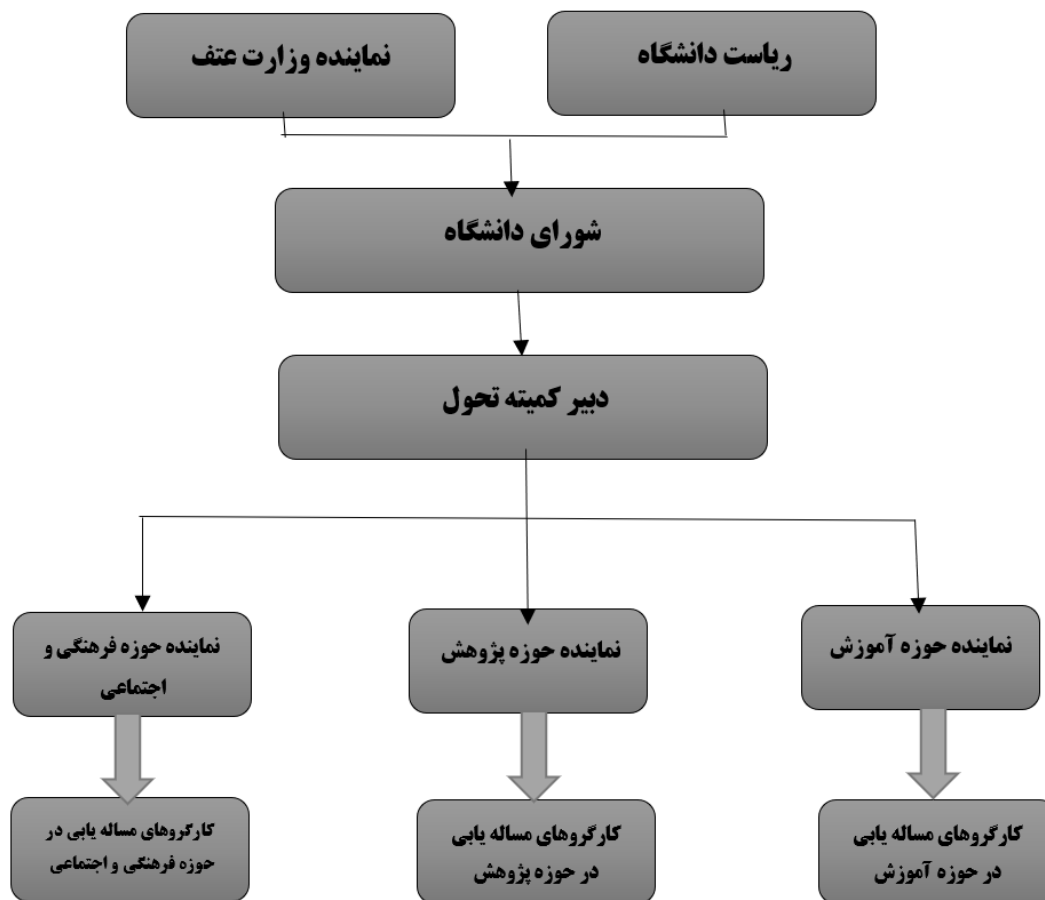 ریاست دانشگاه
نماینده وزارت عتف
شورای دانشگاه
دبیر کمیته تحول
نماینده حوزه آموزش
نماینده حوزه پژوهش
نماینده حوزه فرهنگی و
اجتماعی
کارگروهای مساله یابی
در حوزه آموزش
کارگروهای مساله یابی
در حوزه پژوهش
کارگروهای مساله یابی در
حوزه فرهنگی و اجتماعی